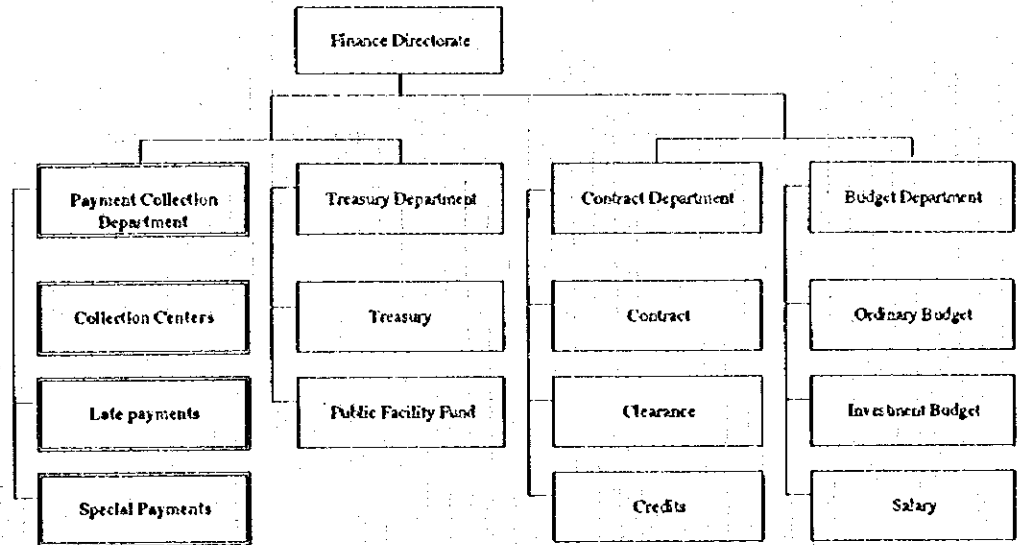 Finance Directorate
Payment Collection
Department
Treasury Department
Contract Department
Budget Department
Collection Centers
Treasury
Contract
Ordinary Budget
Late payments
Public Facility Fund
Clearance
Investment Budget
Special Payments
Credits
Salary